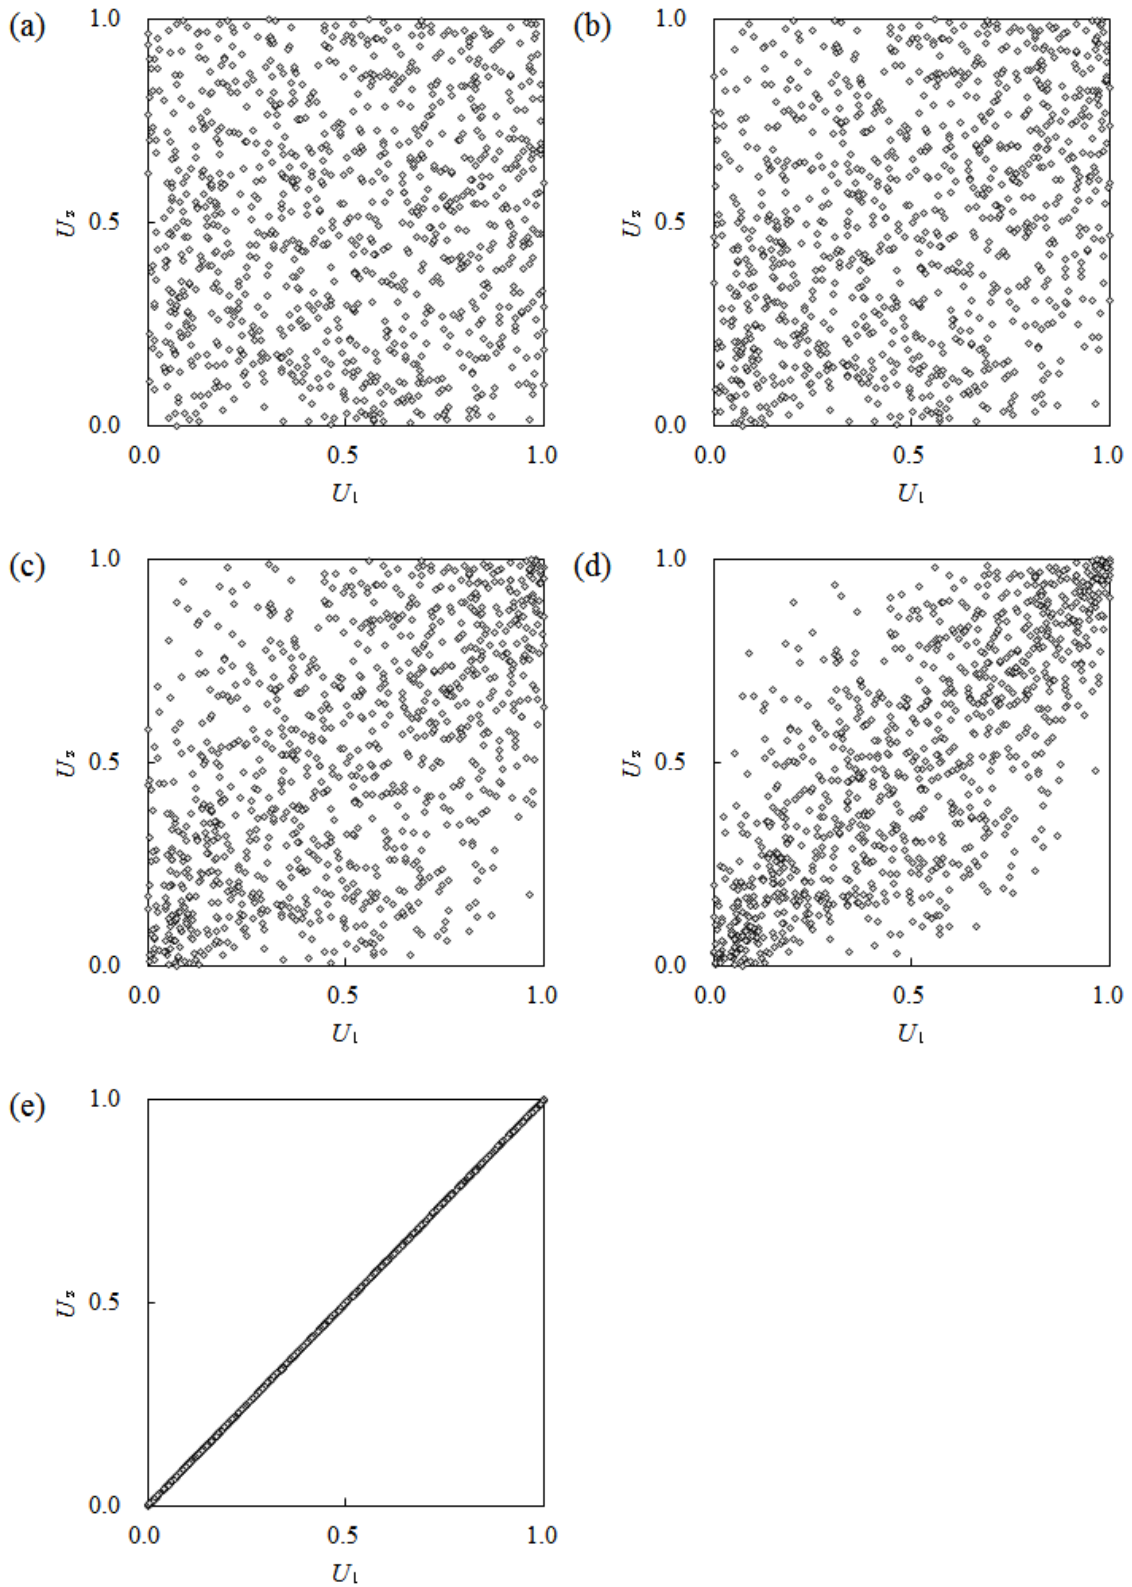 (a) 1.0 (b) 1.0
U₂ 0.5 U₂ 0.5
0.0 0.0
0.0 0.5 1.0 0.0 0.5 1.0
U₁ U₁
(c) 1.0 (d) 1.0
U₂ 0.5 U₂ 0.5
0.0 0.0
0.0 0.5 1.0 0.0 0.5 1.0
U₁ U₁
(e) 1.0
U₂ 0.5
0.0
0.0 0.5 1.0
U₁